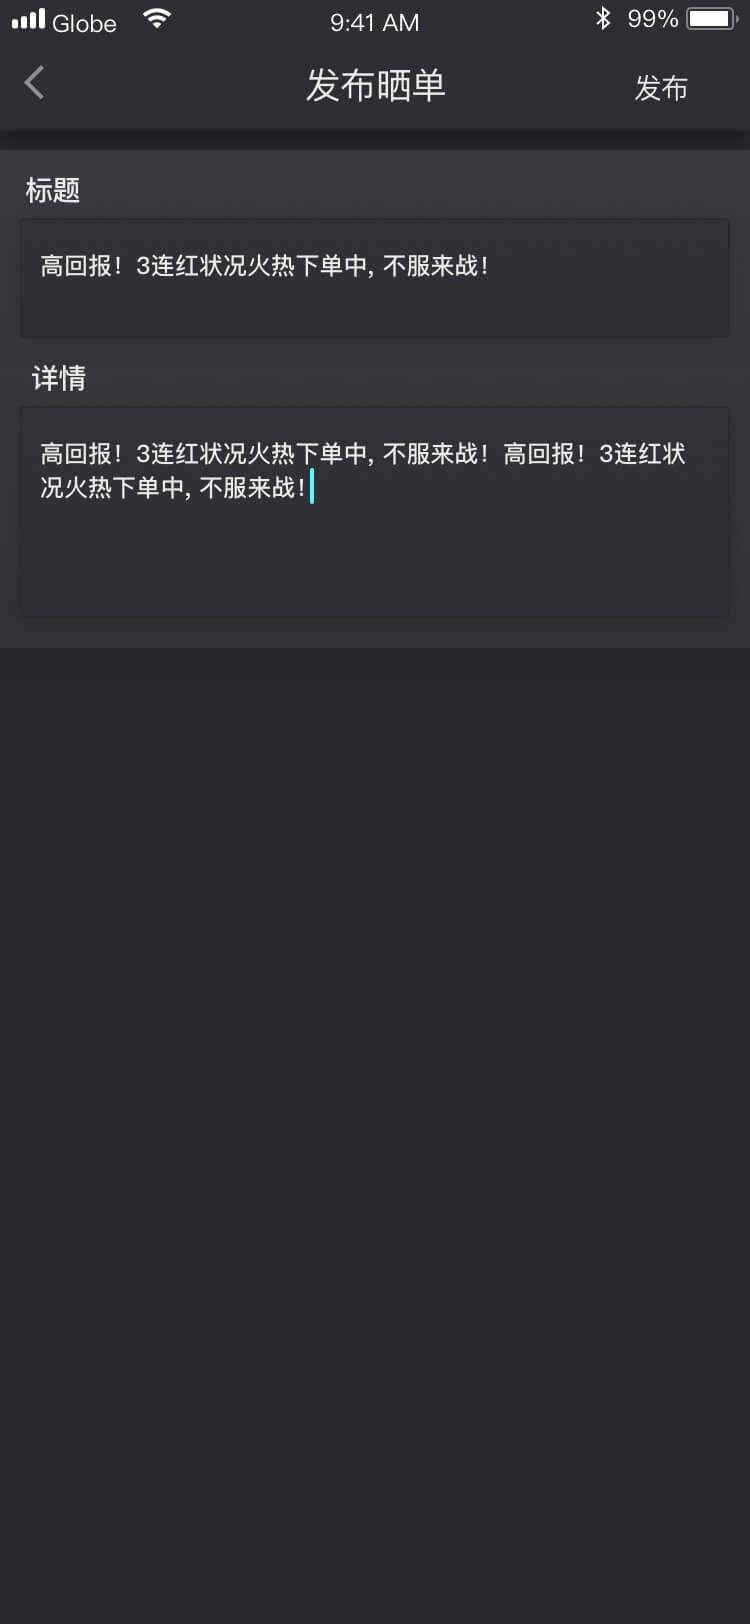 Globe 9:41 AM 99%
发布晒单 发布
标题
高回报！3连红状况火热下单中, 不服来战！
详情
高回报！3连红状况火热下单中, 不服来战！高回报！3连红状
况火热下单中, 不服来战！